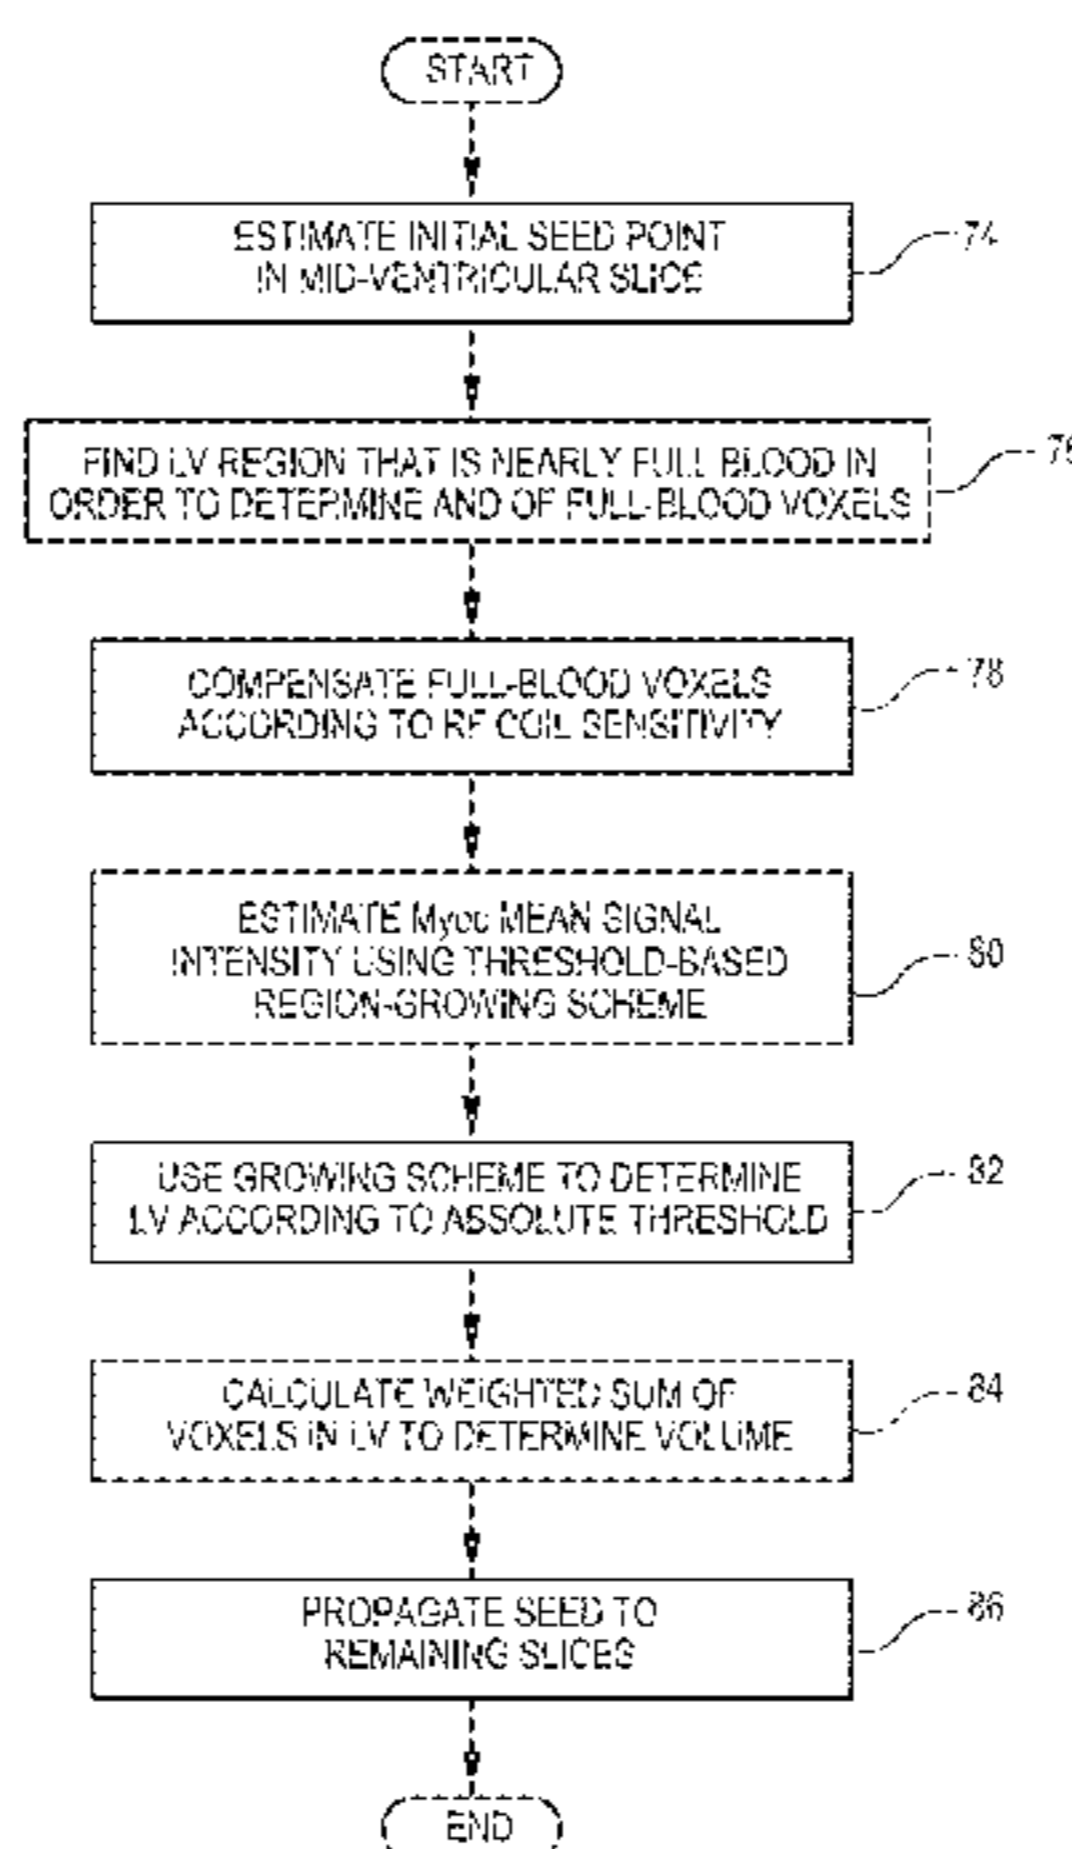 START
ESTIMATE INITIAL SEED POINT
IN MID-VENTRICULAR SLICE
74
FIND LV REGION THAT IS NEARLY FULL BLOOD IN
ORDER TO DETERMINE AND OF FULL-BLOOD VOXELS
COMPENSATE FULL-BLOOD VOXELS
ACCORDING TO RF COIL SENSITIVITY
78
ESTIMATE Myoc MEAN SIGNAL
INTENSITY USING THRESHOLD-BASED
REGION-GROWING SCHEME
80
USE GROWING SCHEME TO DETERMINE
LV ACCORDING TO ASSOLUTE THRESHOLD
82
CALCULATE WEIGHTED SUM OF
VOXELS IN LV TO DETERMINE VOLUME
84
PROPAGATE SEED TO
REMAINING SLICES
86
END